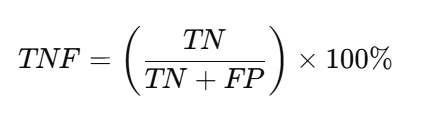 TNF = (TN / (TN + FP)) × 100%